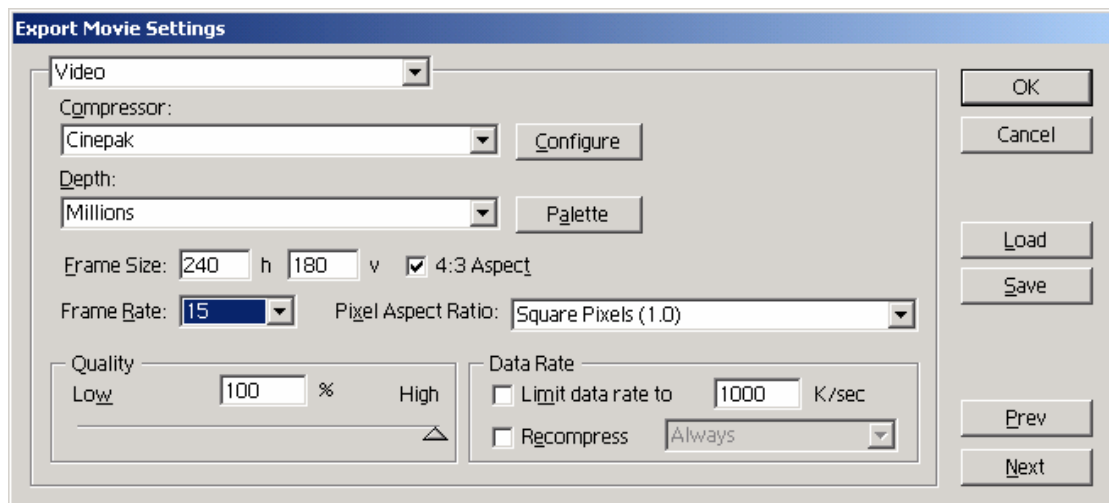 Export Movie Settings
Video
Compressor:
Cinepak
Configure
Depth:
Millions
Palette
Frame Size: 240 h 180 v 4:3 Aspect
Frame Rate: 15 Pixel Aspect Ratio: Square Pixels (1.0)
Quality
Low 100 % High
Data Rate
Limit data rate to 1000 K/sec
Recompress Always
OK
Cancel
Load
Save
Prev
Next